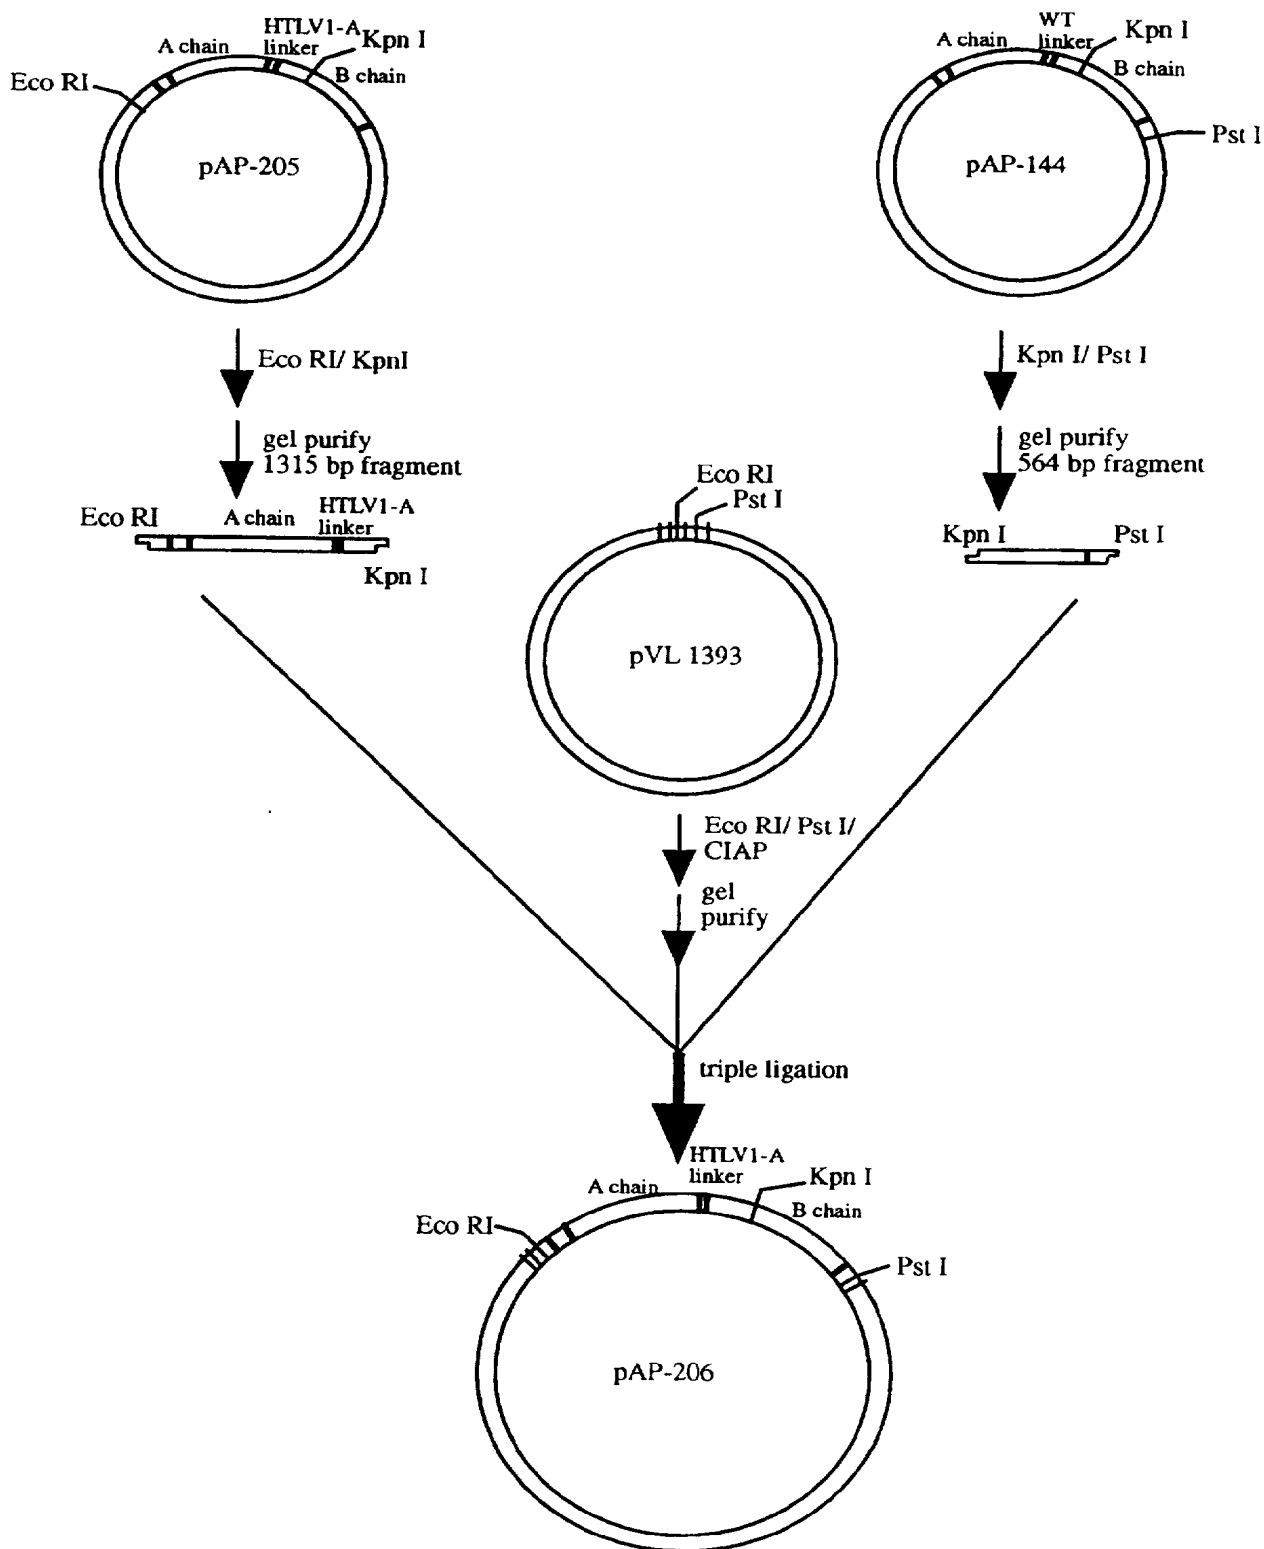 HTLV1-A
A chain
linker
Kpn I
B chain
Eco RI
pAP-205
WT
A chain
linker
Kpn I
B chain
Pst I
pAP-144
Eco RI/ KpnI
gel purify
1315 bp fragment
Eco RI
A chain
HTLV1-A
linker
Kpn I
Kpn I/ Pst I
gel purify
564 bp fragment
Kpn I
Pst I
Eco RI
Pst I
pVL 1393
Eco RI/ Pst I/
CIAP
gel
purify
triple ligation
HTLV1-A
linker
A chain
Kpn I
B chain
Eco RI
Pst I
pAP-206